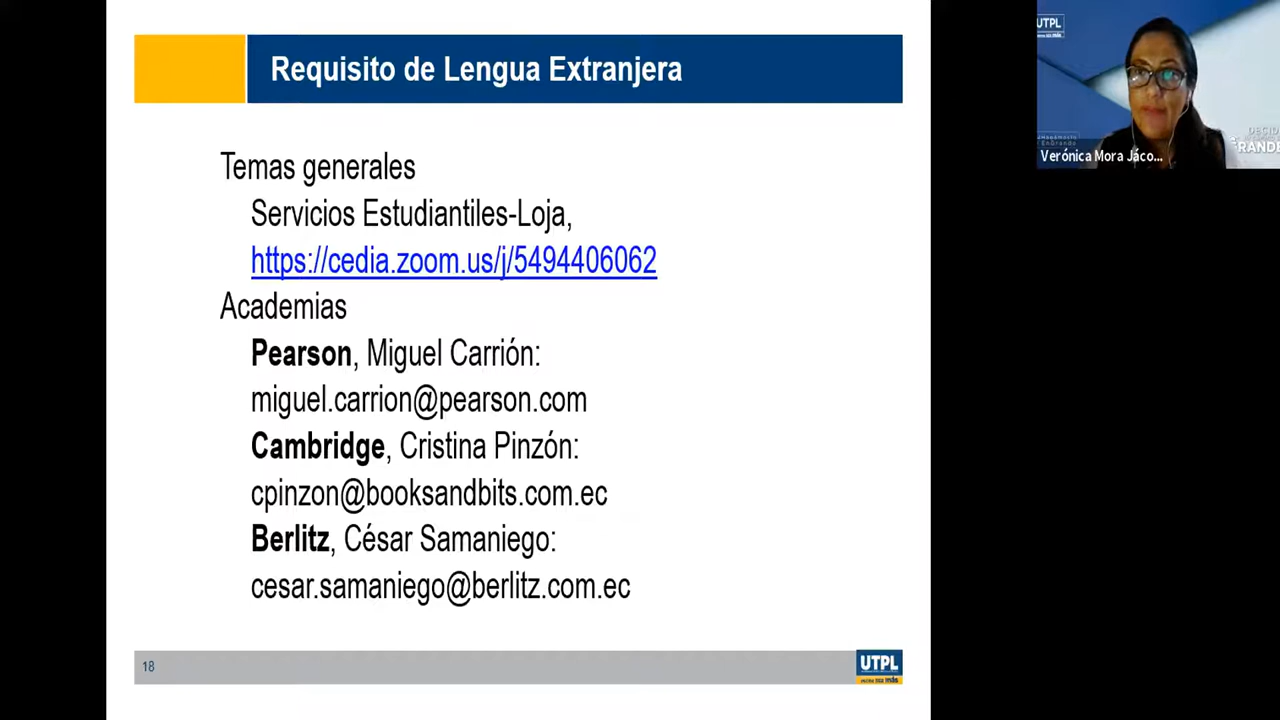 Requisito de Lengua Extranjera
Temas generales
Servicios Estudiantiles-Loja,
https://cedia.zoom.us/j/5494406062
Academias
Pearson, Miguel Carrión:
miguel.carrion@pearson.com
Cambridge, Cristina Pinzón:
cpinzon@booksandbits.com.ec
Berlitz, César Samaniego:
cesar.samaniego@berlitz.com.ec
18
UTPL
UTPL
DECID
RANDE
Verónica Mora Jáco...